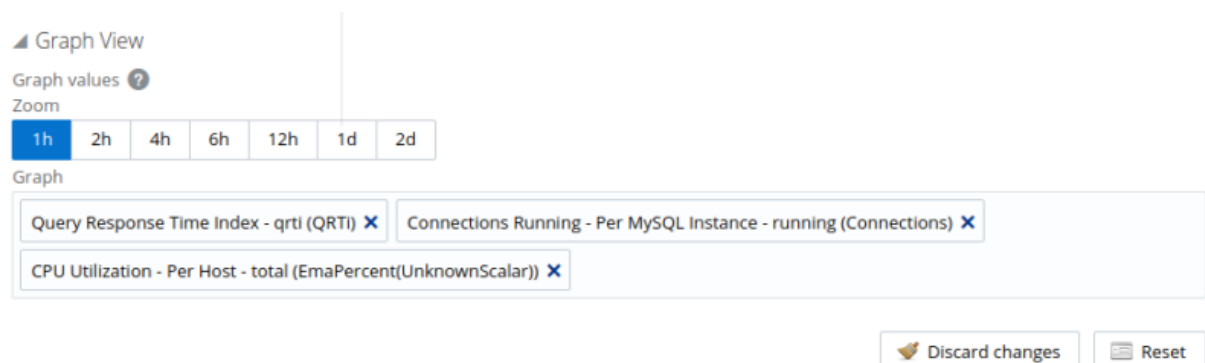 Graph View
Graph values ?
Zoom
1h 2h 4h 6h 12h 1d 2d
Graph
Query Response Time Index - qrti (QRTi) Connections Running - Per MySQL Instance - running (Connections)
CPU Utilization - Per Host - total (EmaPercent(UnknownScalar))
Discard changes Reset